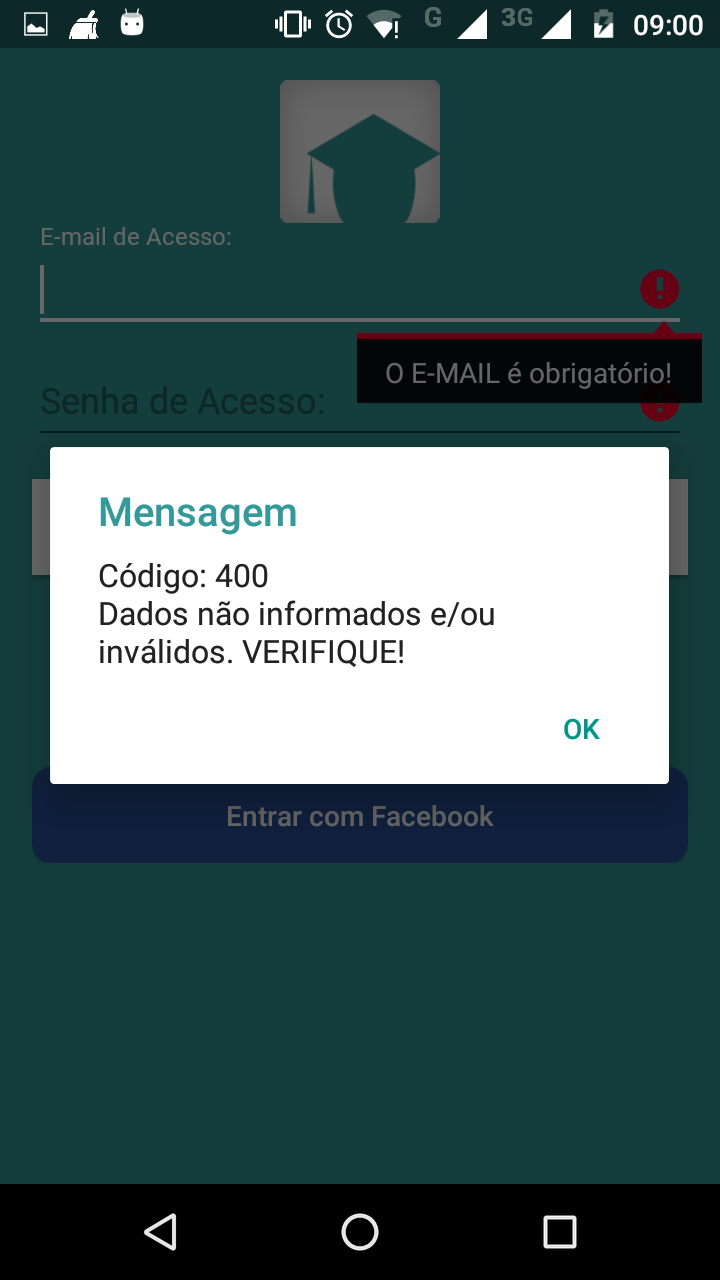 G 3G 09:00
E-mail de Acesso:
O E-MAIL é obrigatório!
Senha de Acesso:
Mensagem
Código: 400
Dados não informados e/ou
inválidos. VERIFIQUE!
OK
Entrar com Facebook